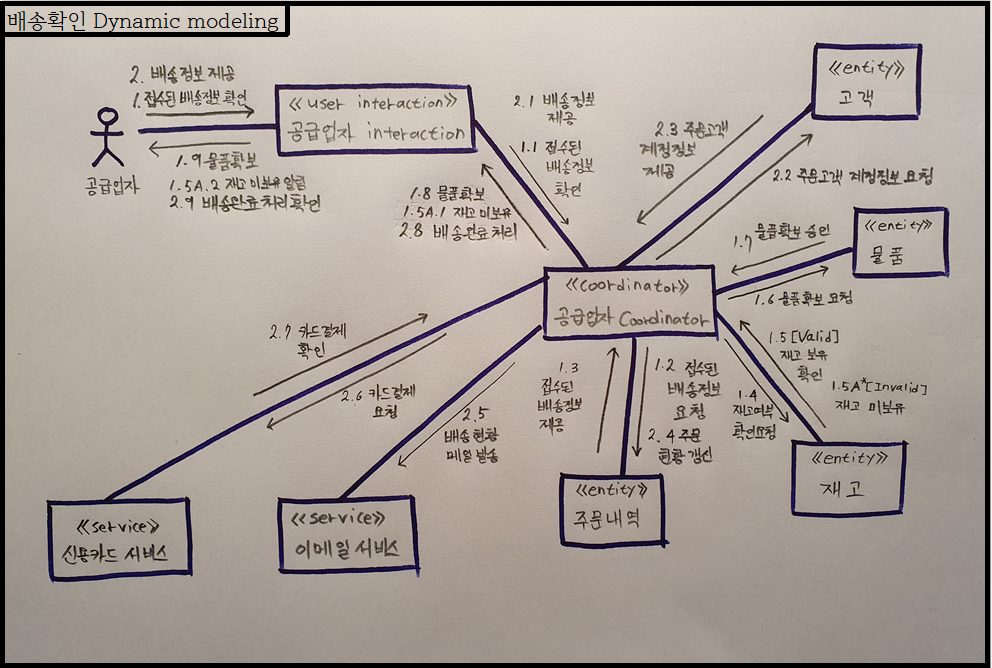 배송확인 Dynamic modeling
2. 배송정보 제공
1. 접수된 배송정보 확인
공급업자
1.9 물품확보
1.5A.2 재고 미보유 알림
2.9 배송완료 처리 확인
《user interaction》
공급업자 interaction
2.1 배송정보
제공
1.1 접수된
배송정보
확인
1.8 물품확보
1.5A.1 재고 미보유
2.8 배송완료 처리
《entity》
고객
2.3 주문고객
계정정보
제공
2.2 주문고객 계정정보 요청
《entity》
물품
1.7 물품확보 승인
1.6 물품확보 요청
《coordinator》
공급업자 Coordinator
2.7 카드결제
확인
2.6 카드결제
요청
2.5
배송현황
메일 발송
1.3
접수된
배송정보
제공
1.2 접수된
배송정보
요청
2.4 주문
현황 갱신
1.4
재고여부
확인요청
1.5 [Valid]
재고 보유
확인
1.5A*[Invalid]
재고 미보유
《service》
신용카드 서비스
《service》
이메일 서비스
《entity》
주문내역
《entity》
재고